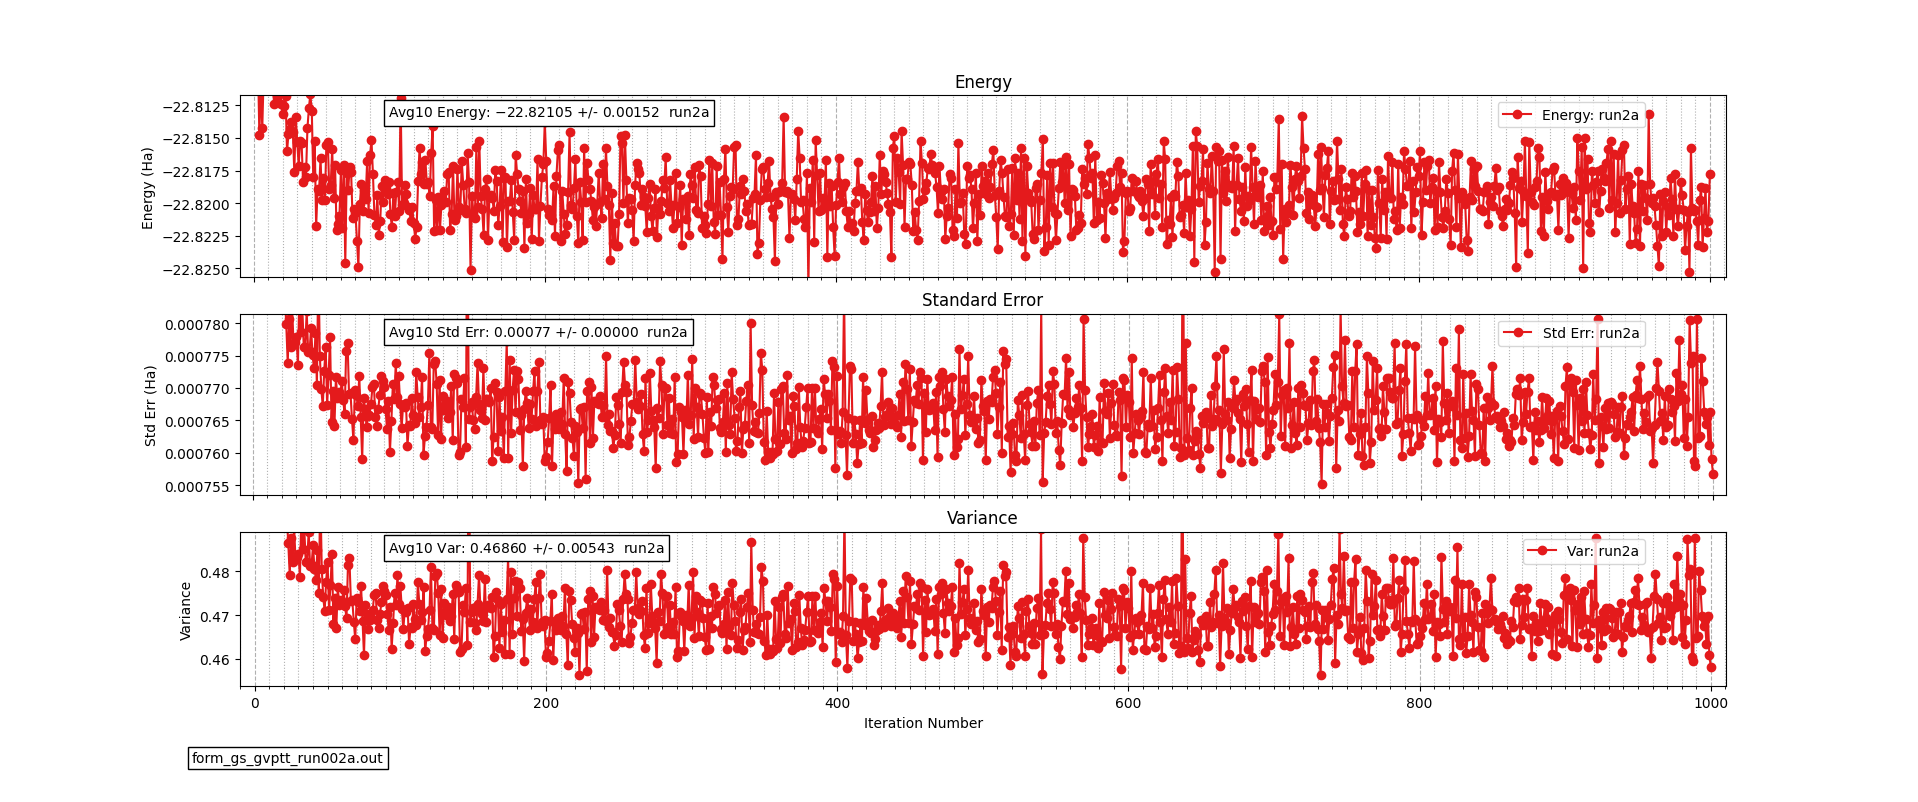 Energy
Avg10 Energy: −22.82105 +/- 0.00152  run2a
Energy: run2a
Energy (Ha)
−22.8125
−22.8150
−22.8175
−22.8200
−22.8225
−22.8250
Standard Error
Avg10 Std Err: 0.00077 +/- 0.00000  run2a
Std Err: run2a
Std Err (Ha)
0.000780
0.000775
0.000770
0.000765
0.000760
0.000755
Variance
Avg10 Var: 0.46860 +/- 0.00543  run2a
Var: run2a
Variance
0.48
0.47
0.46
0 200 400 600 800 1000
Iteration Number
form_gs_gvptt_run002a.out